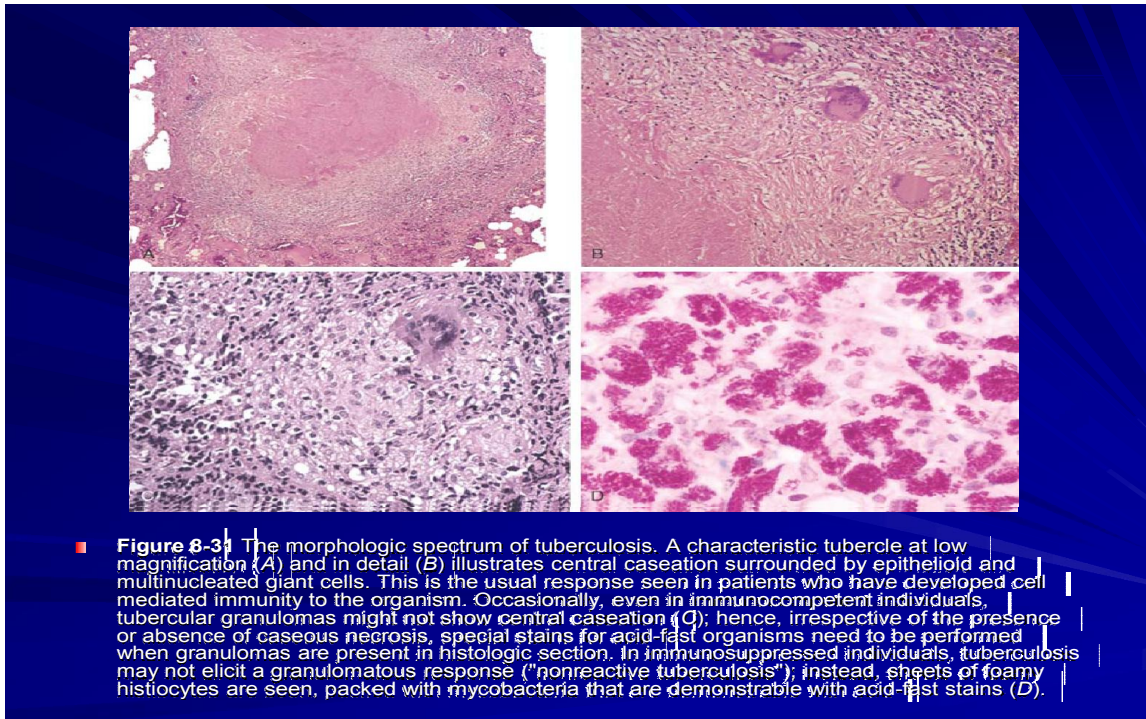 A
B
C
D
Figure 8-31 The morphologic spectrum of tuberculosis. A characteristic tubercle at low
magnification (A) and in detail (B) illustrates central caseation surrounded by epithelioid and
multinucleated giant cells. This is the usual response seen in patients who have developed cell
mediated immunity to the organism. Occasionally, even in immunocompetent individuals,
tubercular granulomas might not show central caseation (C); hence, irrespective of the presence
or absence of caseous necrosis, special stains for acid-fast organisms need to be performed
when granulomas are present in histologic section. In immunosuppressed individuals, tuberculosis
may not elicit a granulomatous response ("nonreactive tuberculosis"); instead, sheets of foamy
histiocytes are seen, packed with mycobacteria that are demonstrable with acid-fast stains (D).